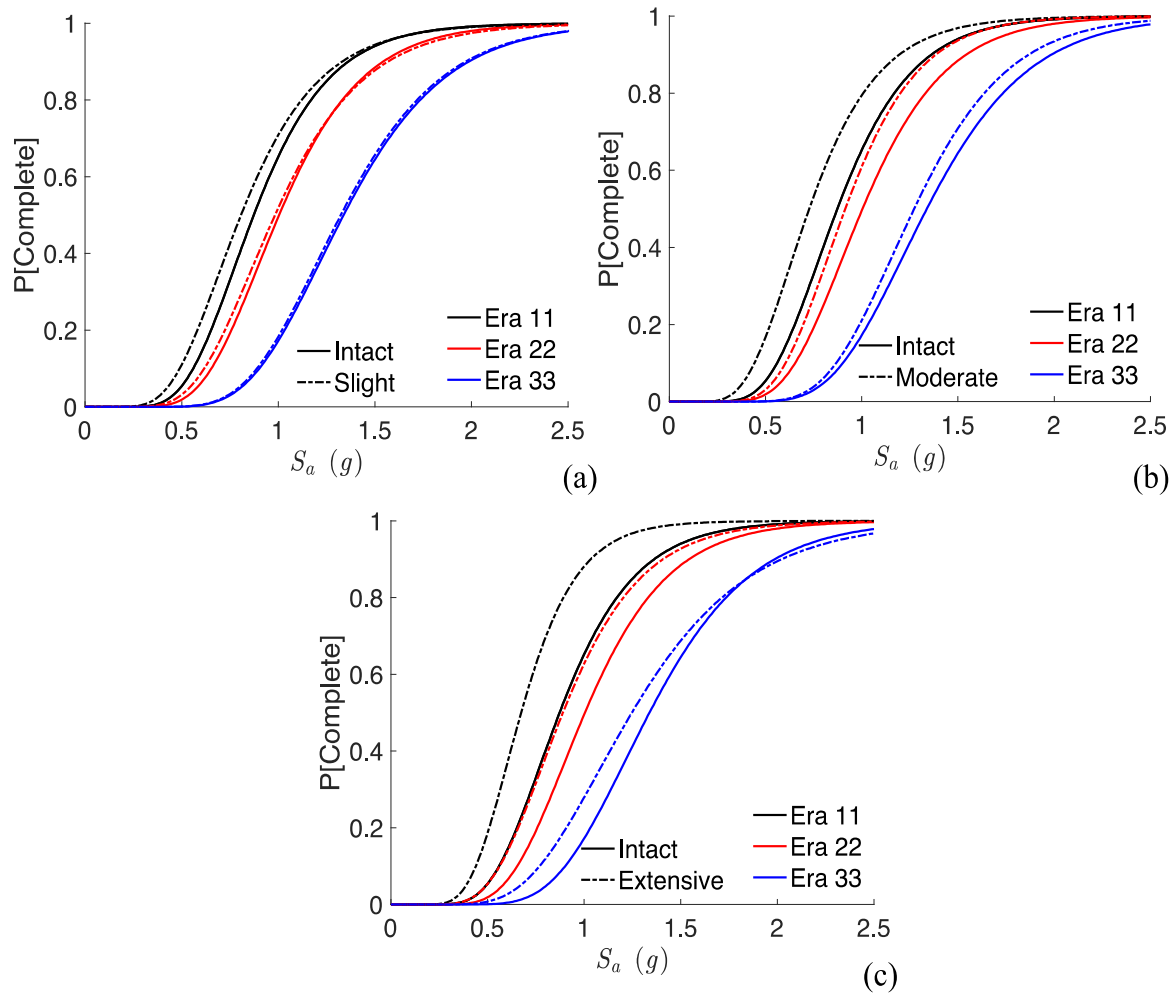 1
0.8
0.6
0.4
0.2
0
P[Complete]
Intact
Slight
Era 11
Era 22
Era 33
0 0.5 1 1.5 2 2.5
S_a (g)
(a)
1
0.8
0.6
0.4
0.2
0
P[Complete]
Intact
Moderate
Era 11
Era 22
Era 33
0 0.5 1 1.5 2 2.5
S_a (g)
(b)
1
0.8
0.6
0.4
0.2
0
P[Complete]
Intact
Extensive
Era 11
Era 22
Era 33
0 0.5 1 1.5 2 2.5
S_a (g)
(c)